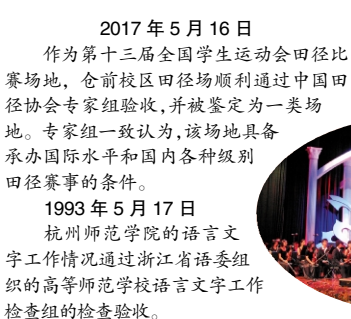 2017 年 5 月 16 日
作为第十三届全国学生运动会田径比
赛场地，仓前校区田径场顺利通过中国田
径协会专家组验收，并被鉴定为一类场
地。专家组一致认为，该场地具备
承办国际水平和国内各种级别
田径赛事的条件。
1993 年 5 月 17 日
杭州师范学院的语言文
字工作情况通过浙江省语委组
织的高等师范学校语言文字工作
检查组的检查验收。